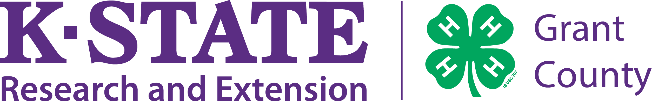 K-STATE
Research and Extension
H H
H H
Grant
County